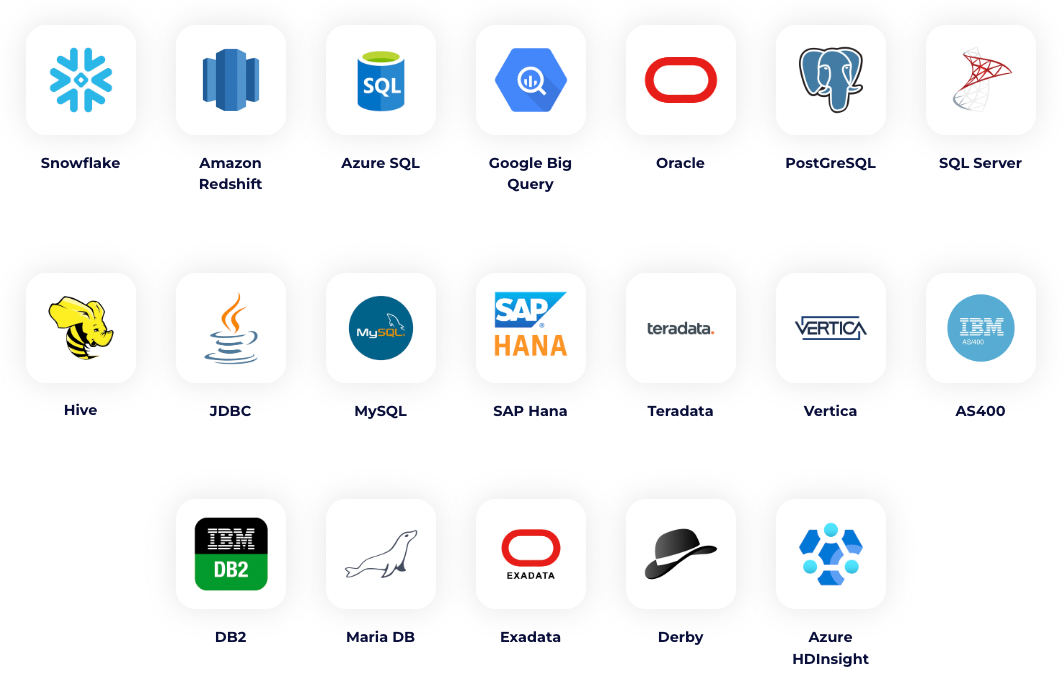 SQL
Snowflake
Amazon
Redshift
Azure SQL
Google Big
Query
Oracle
PostGreSQL
SQL Server
MySQL
SAP
®
HANA
teradata.
VERTICA
IBM
AS/400
Hive
JDBC
MySQL
SAP Hana
Teradata
Vertica
AS400
IBM
DB2
EXADATA
DB2
Maria DB
Exadata
Derby
Azure
HDInsight